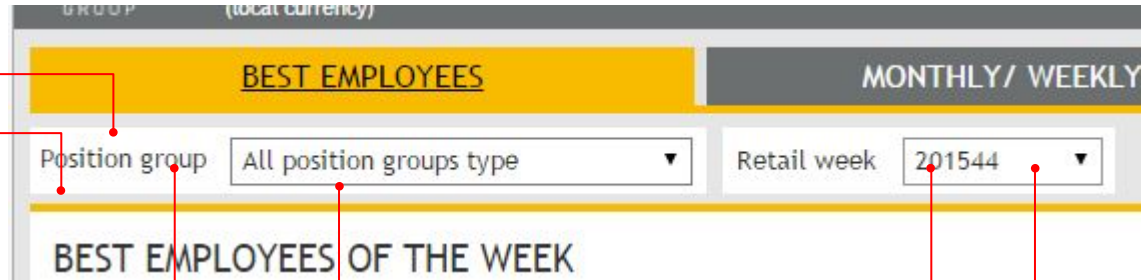 GROUP (local currency)
BEST EMPLOYEES MONTHLY/ WEEKLY
Position group All position groups type Retail week 201544
BEST EMPLOYEES OF THE WEEK